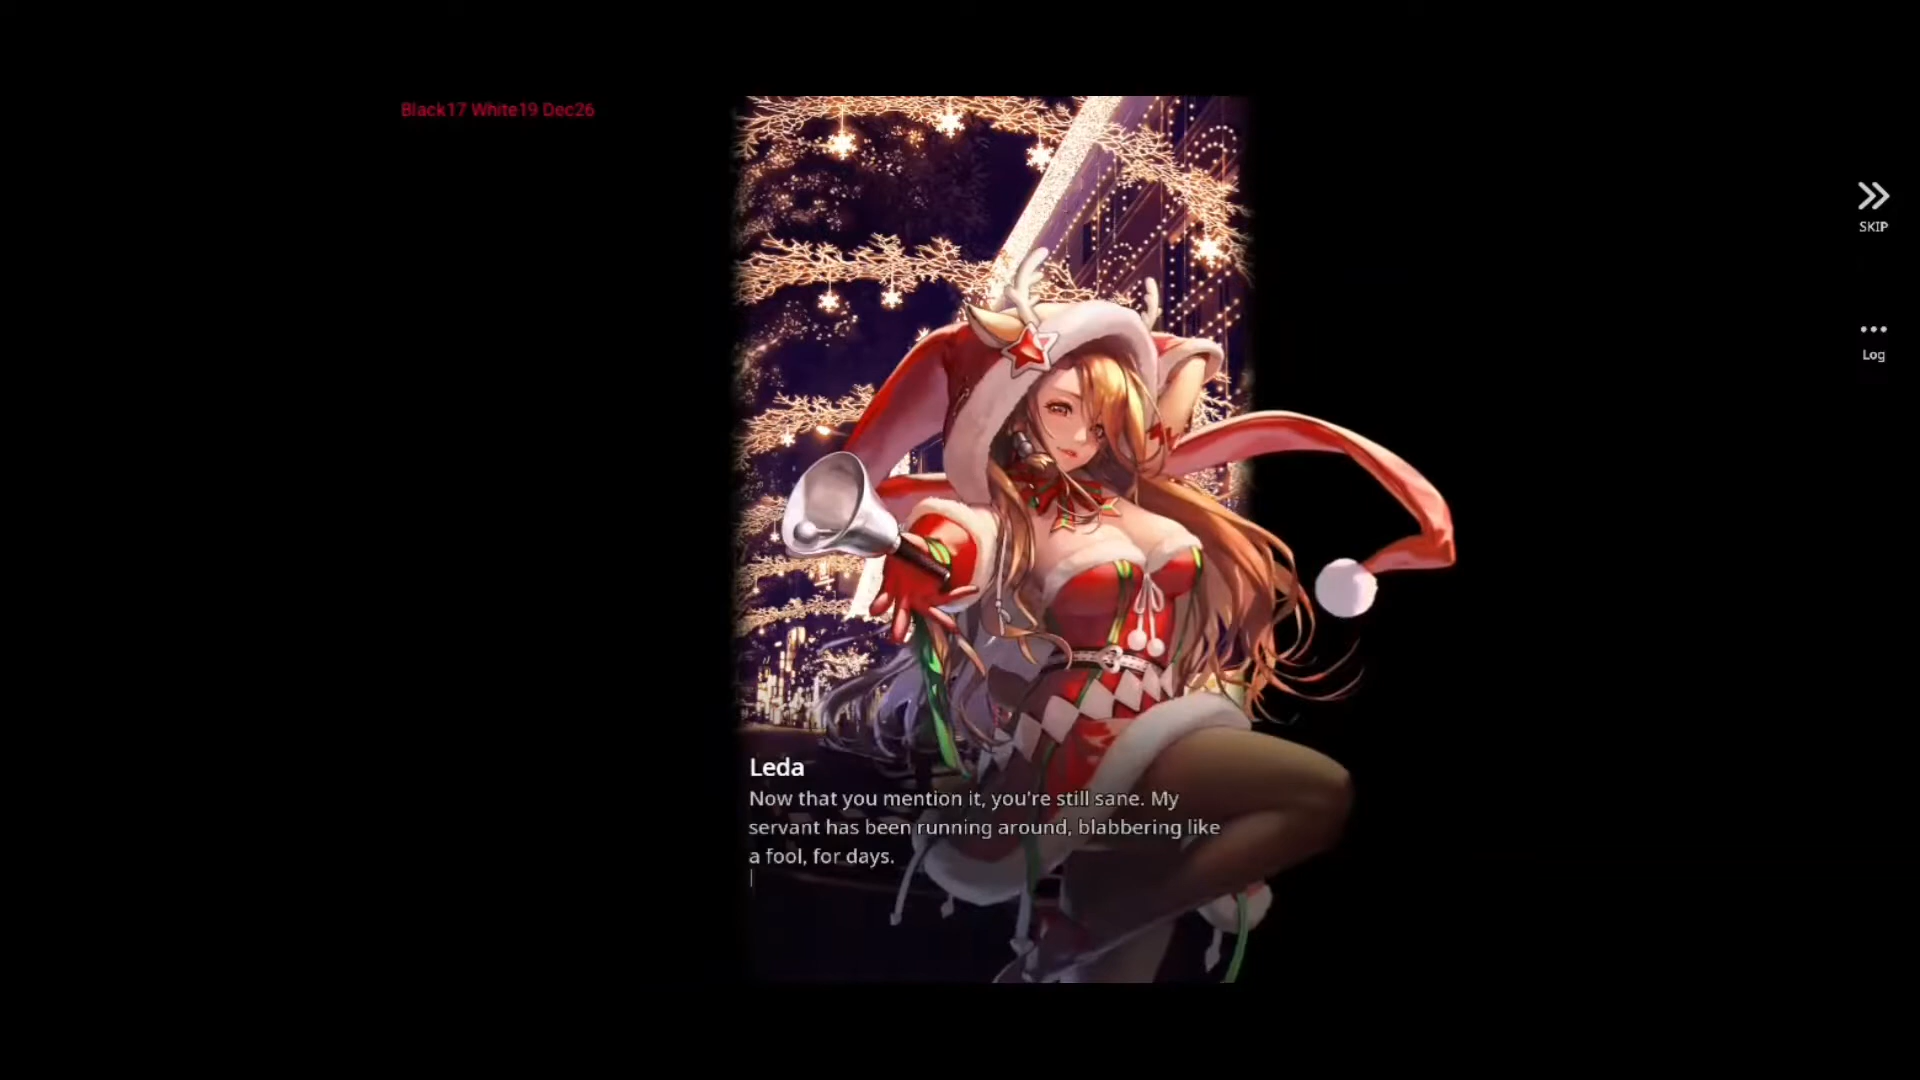 Black17 White19 Dec26
SKIP
Log
Leda
Now that you mention it, you're still sane. My
servant has been running around, blabbering like
a fool, for days.